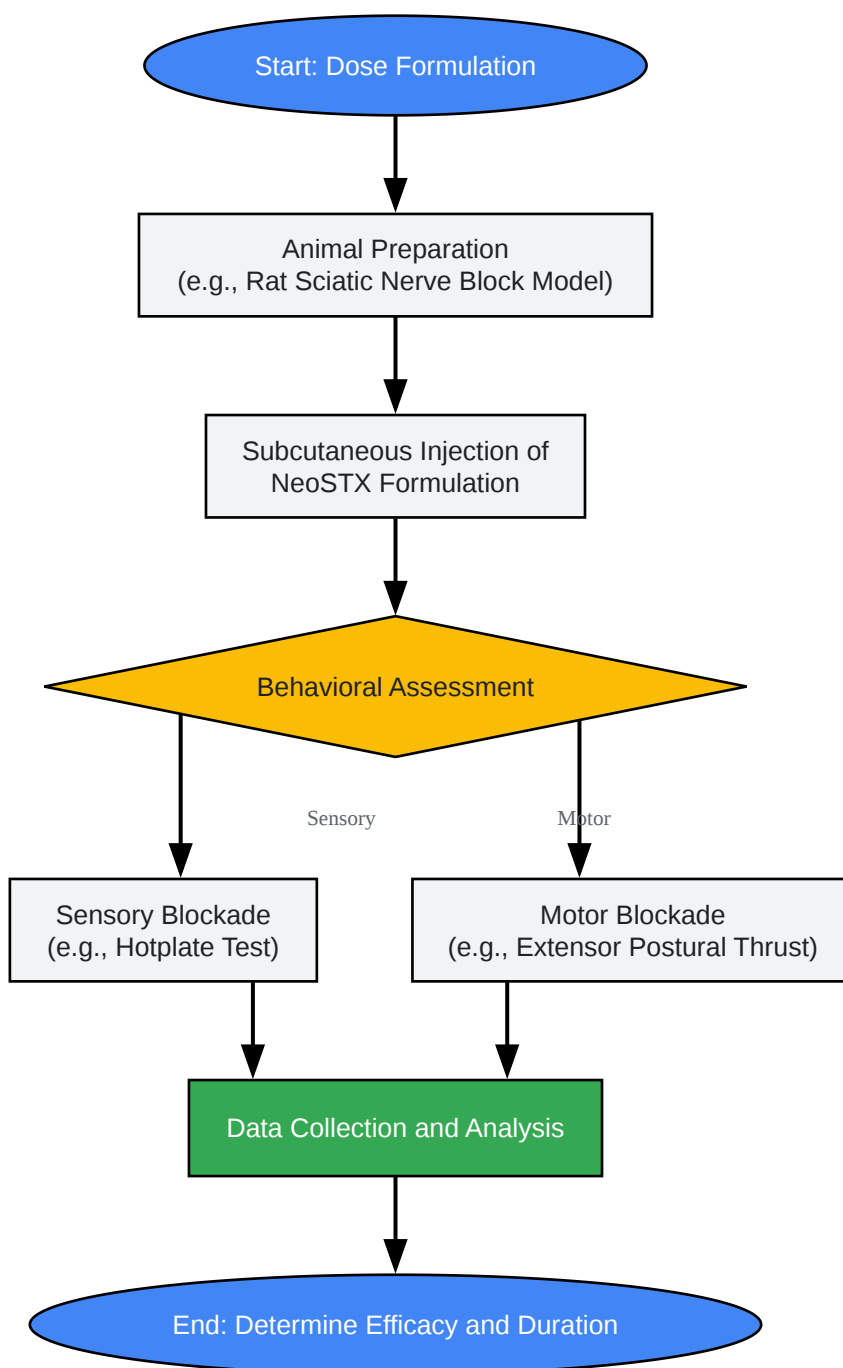 Start: Dose Formulation
Animal Preparation
(e.g., Rat Sciatic Nerve Block Model)
Subcutaneous Injection of
NeoSTX Formulation
Behavioral Assessment
Sensory
Motor
Sensory Blockade
(e.g., Hotplate Test)
Motor Blockade
(e.g., Extensor Postural Thrust)
Data Collection and Analysis
End: Determine Efficacy and Duration